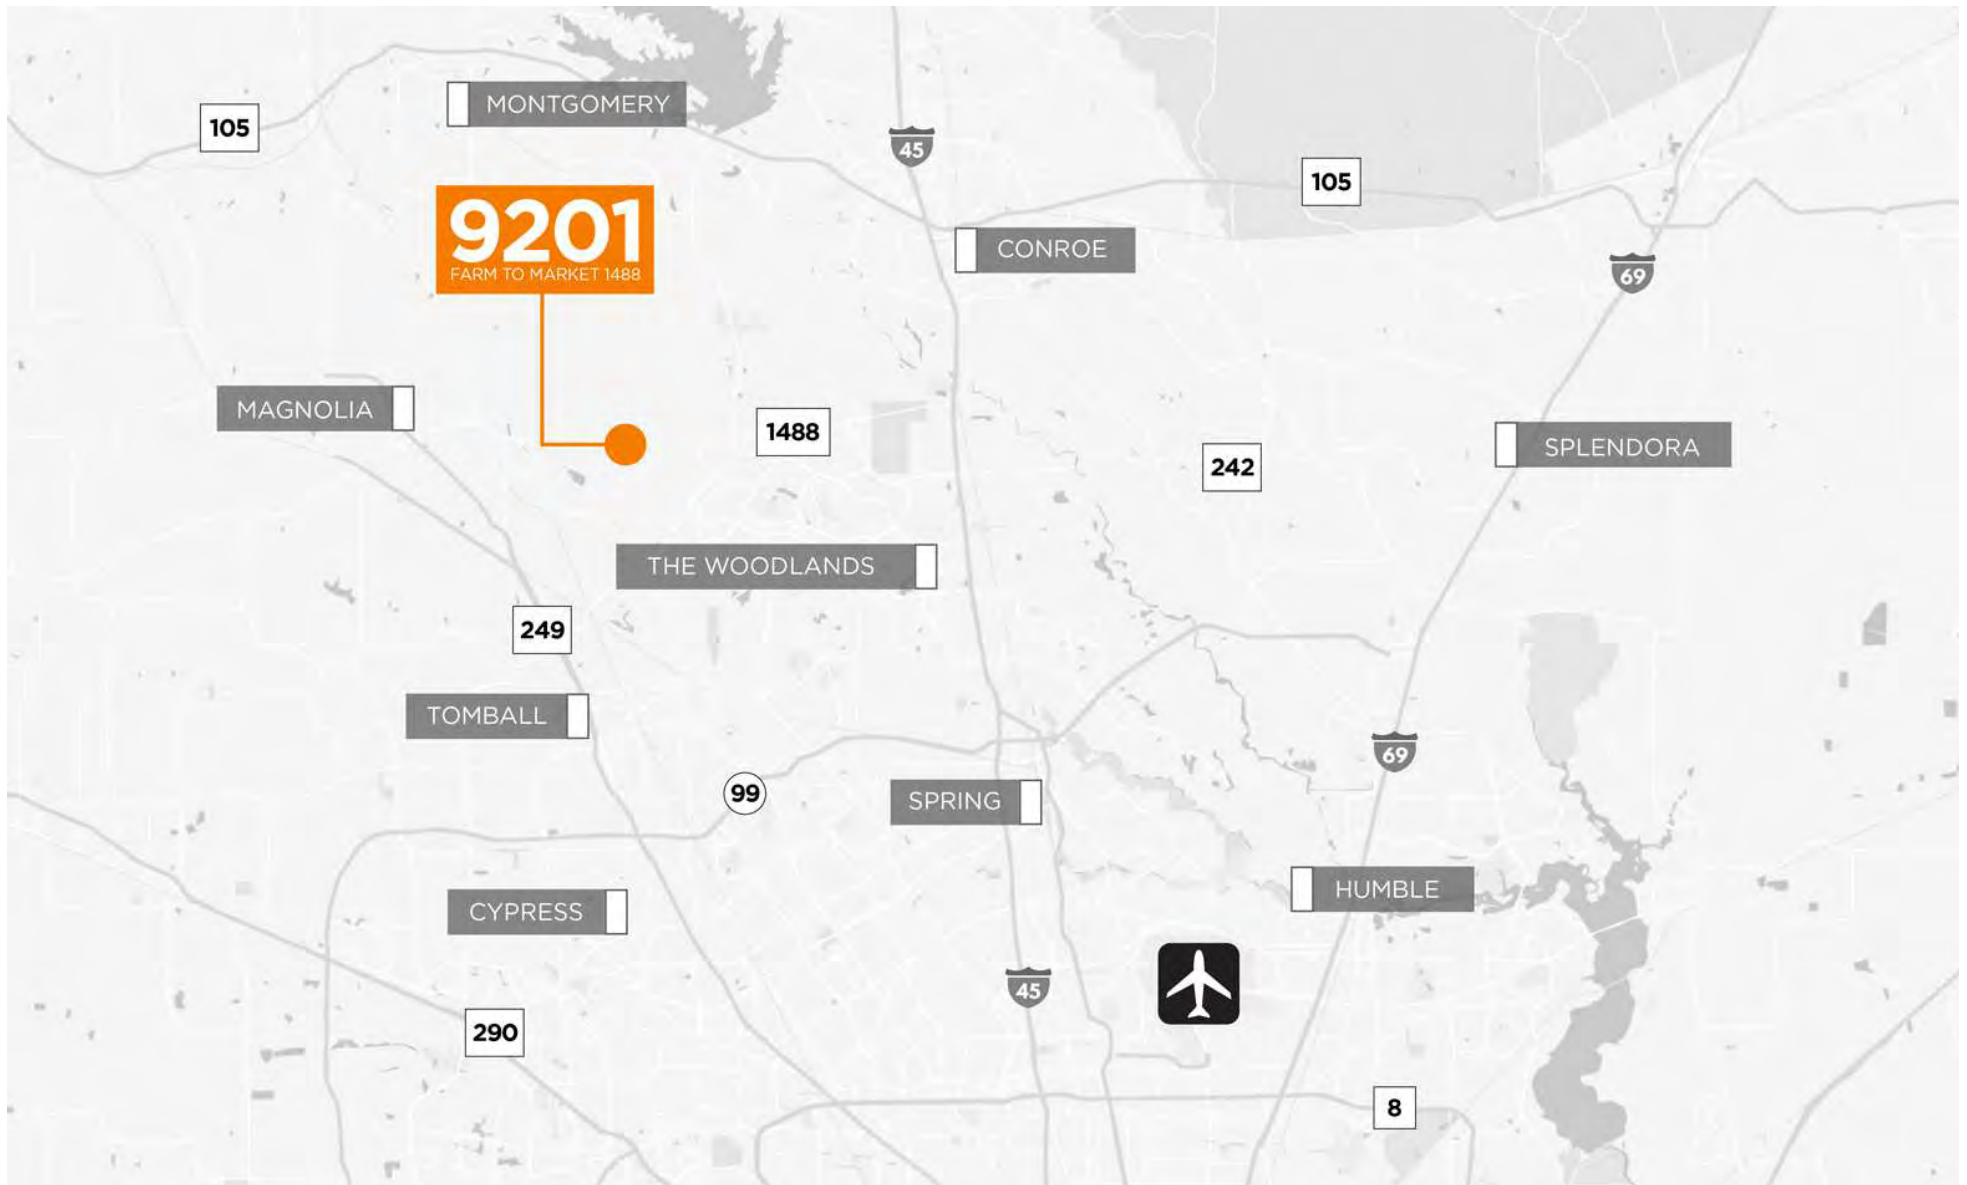 MONTGOMERY
105
45
105
9201
FARM TO MARKET 1488
CONROE
69
MAGNOLIA
1488
SPLENDORA
242
THE WOODLANDS
249
TOMBALL
69
99
SPRING
HUMBLE
CYPRESS
45
290
8